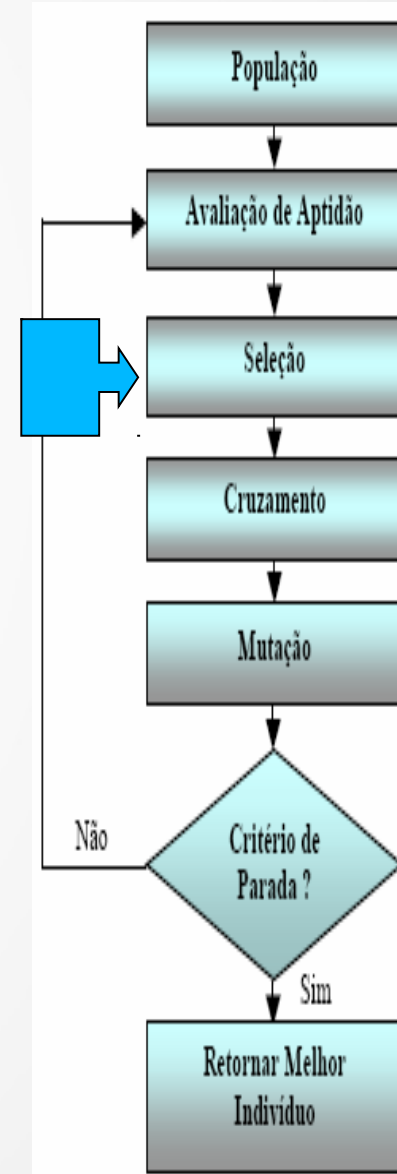 População
Avaliação de Aptidão
Seleção
Cruzamento
Mutação
Não
Critério de
Parada ?
Sim
Retornar Melhor
Indivíduo